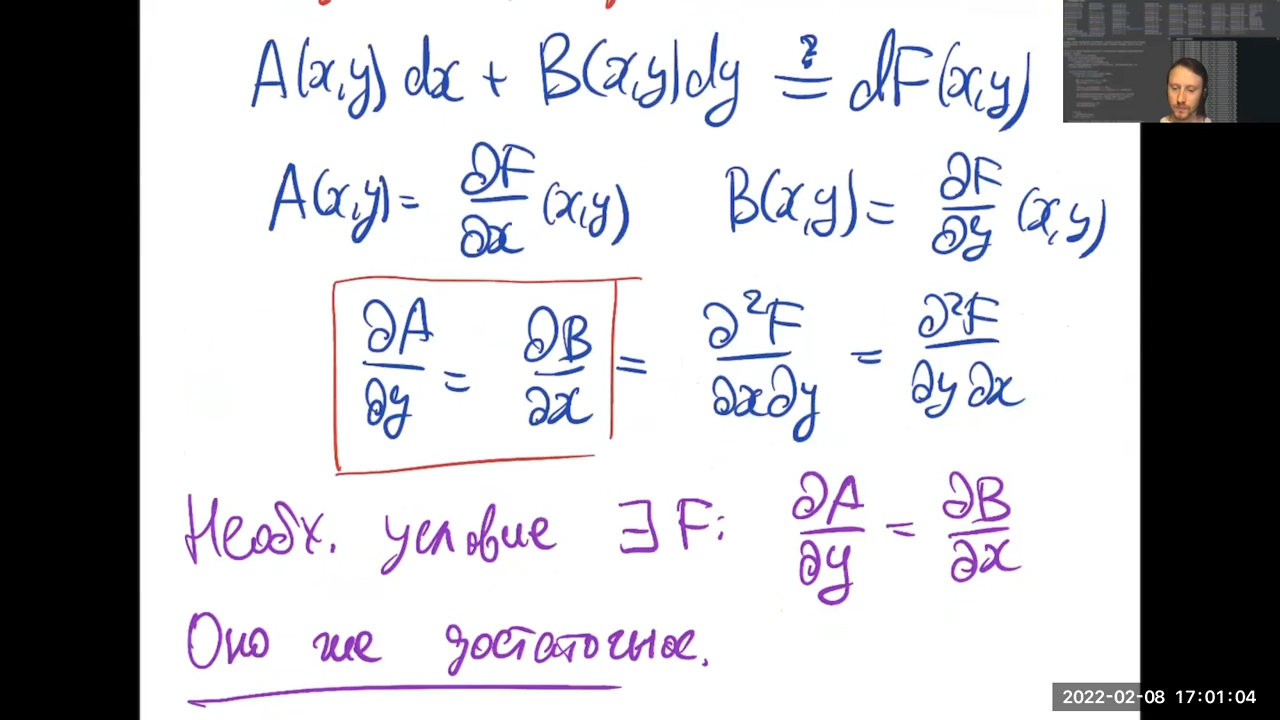 A(x,y)dx + B(x,y)dy ≟ dF(x,y)
A(x,y) = ∂F/∂x (x,y) B(x,y) = ∂F/∂y (x,y)
∂A/∂y = ∂B/∂x = ∂²F/∂x∂y = ∂²F/∂y∂x
Необх. условие ∃ F: ∂A/∂y = ∂B/∂x
Оно же достаточное.
2022-02-08 17:01:04